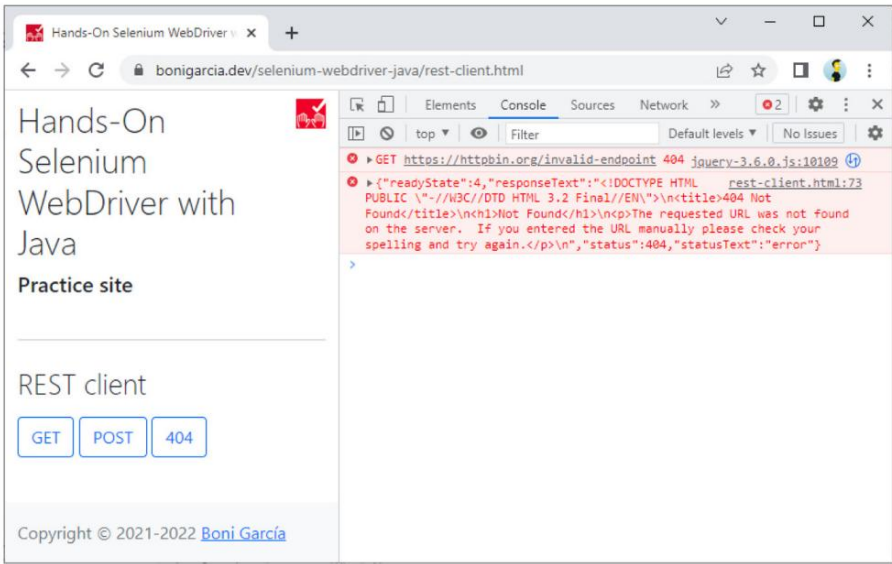 Hands-On Selenium WebDriver w
bonigarcia.dev/selenium-webdriver-java/rest-client.html
Hands-On
Selenium
WebDriver with
Java
Practice site
REST client
GET POST 404
Copyright © 2021-2022 Boni García
Elements Console Sources Network » 2
top ▼ Filter Default levels ▼ No Issues
GET https://httpbin.org/invalid-endpoint 404 jquery-3.6.0.js:10109
{"readyState":4,"responseText":"<!DOCTYPE HTML rest-client.html:73
PUBLIC \"-//W3C//DTD HTML 3.2 Final//EN\">\n<title>404 Not
Found</title>\n<h1>Not Found</h1>\n<p>The requested URL was not found
on the server.  If you entered the URL manually please check your
spelling and try again.</p>\n","status":404,"statusText":"error"}